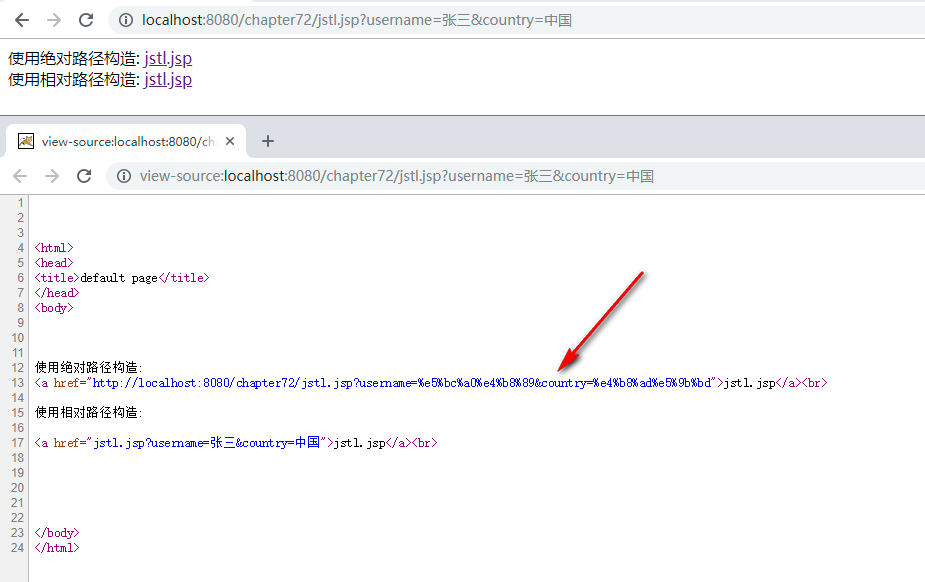 localhost:8080/chapter72/jstl.jsp?username=张三&country=中国
使用绝对路径构造: jstl.jsp
使用相对路径构造: jstl.jsp
view-source:localhost:8080/ch
view-source:localhost:8080/chapter72/jstl.jsp?username=张三&country=中国
1
2
3
4 <html>
5 <head>
6 <title>default page</title>
7 </head>
8 <body>
9
10
11
12 使用绝对路径构造:
13 <a href="http://localhost:8080/chapter72/jstl.jsp?username=%e5%bc%a0%e4%b8%89&country=%e4%b8%ad%e5%9b%bd">jstl.jsp</a><br>
14
15 使用相对路径构造:
16
17 <a href="jstl.jsp?username=张三&country=中国">jstl.jsp</a><br>
18
19
20
21
22
23 </body>
24 </html>